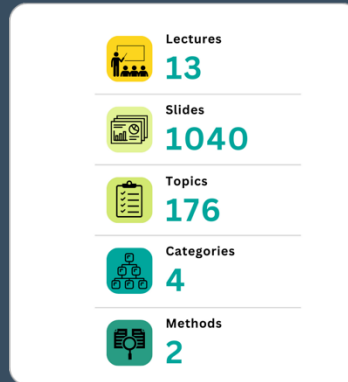 Lectures
13
Slides
1040
Topics
176
Categories
4
Methods
2